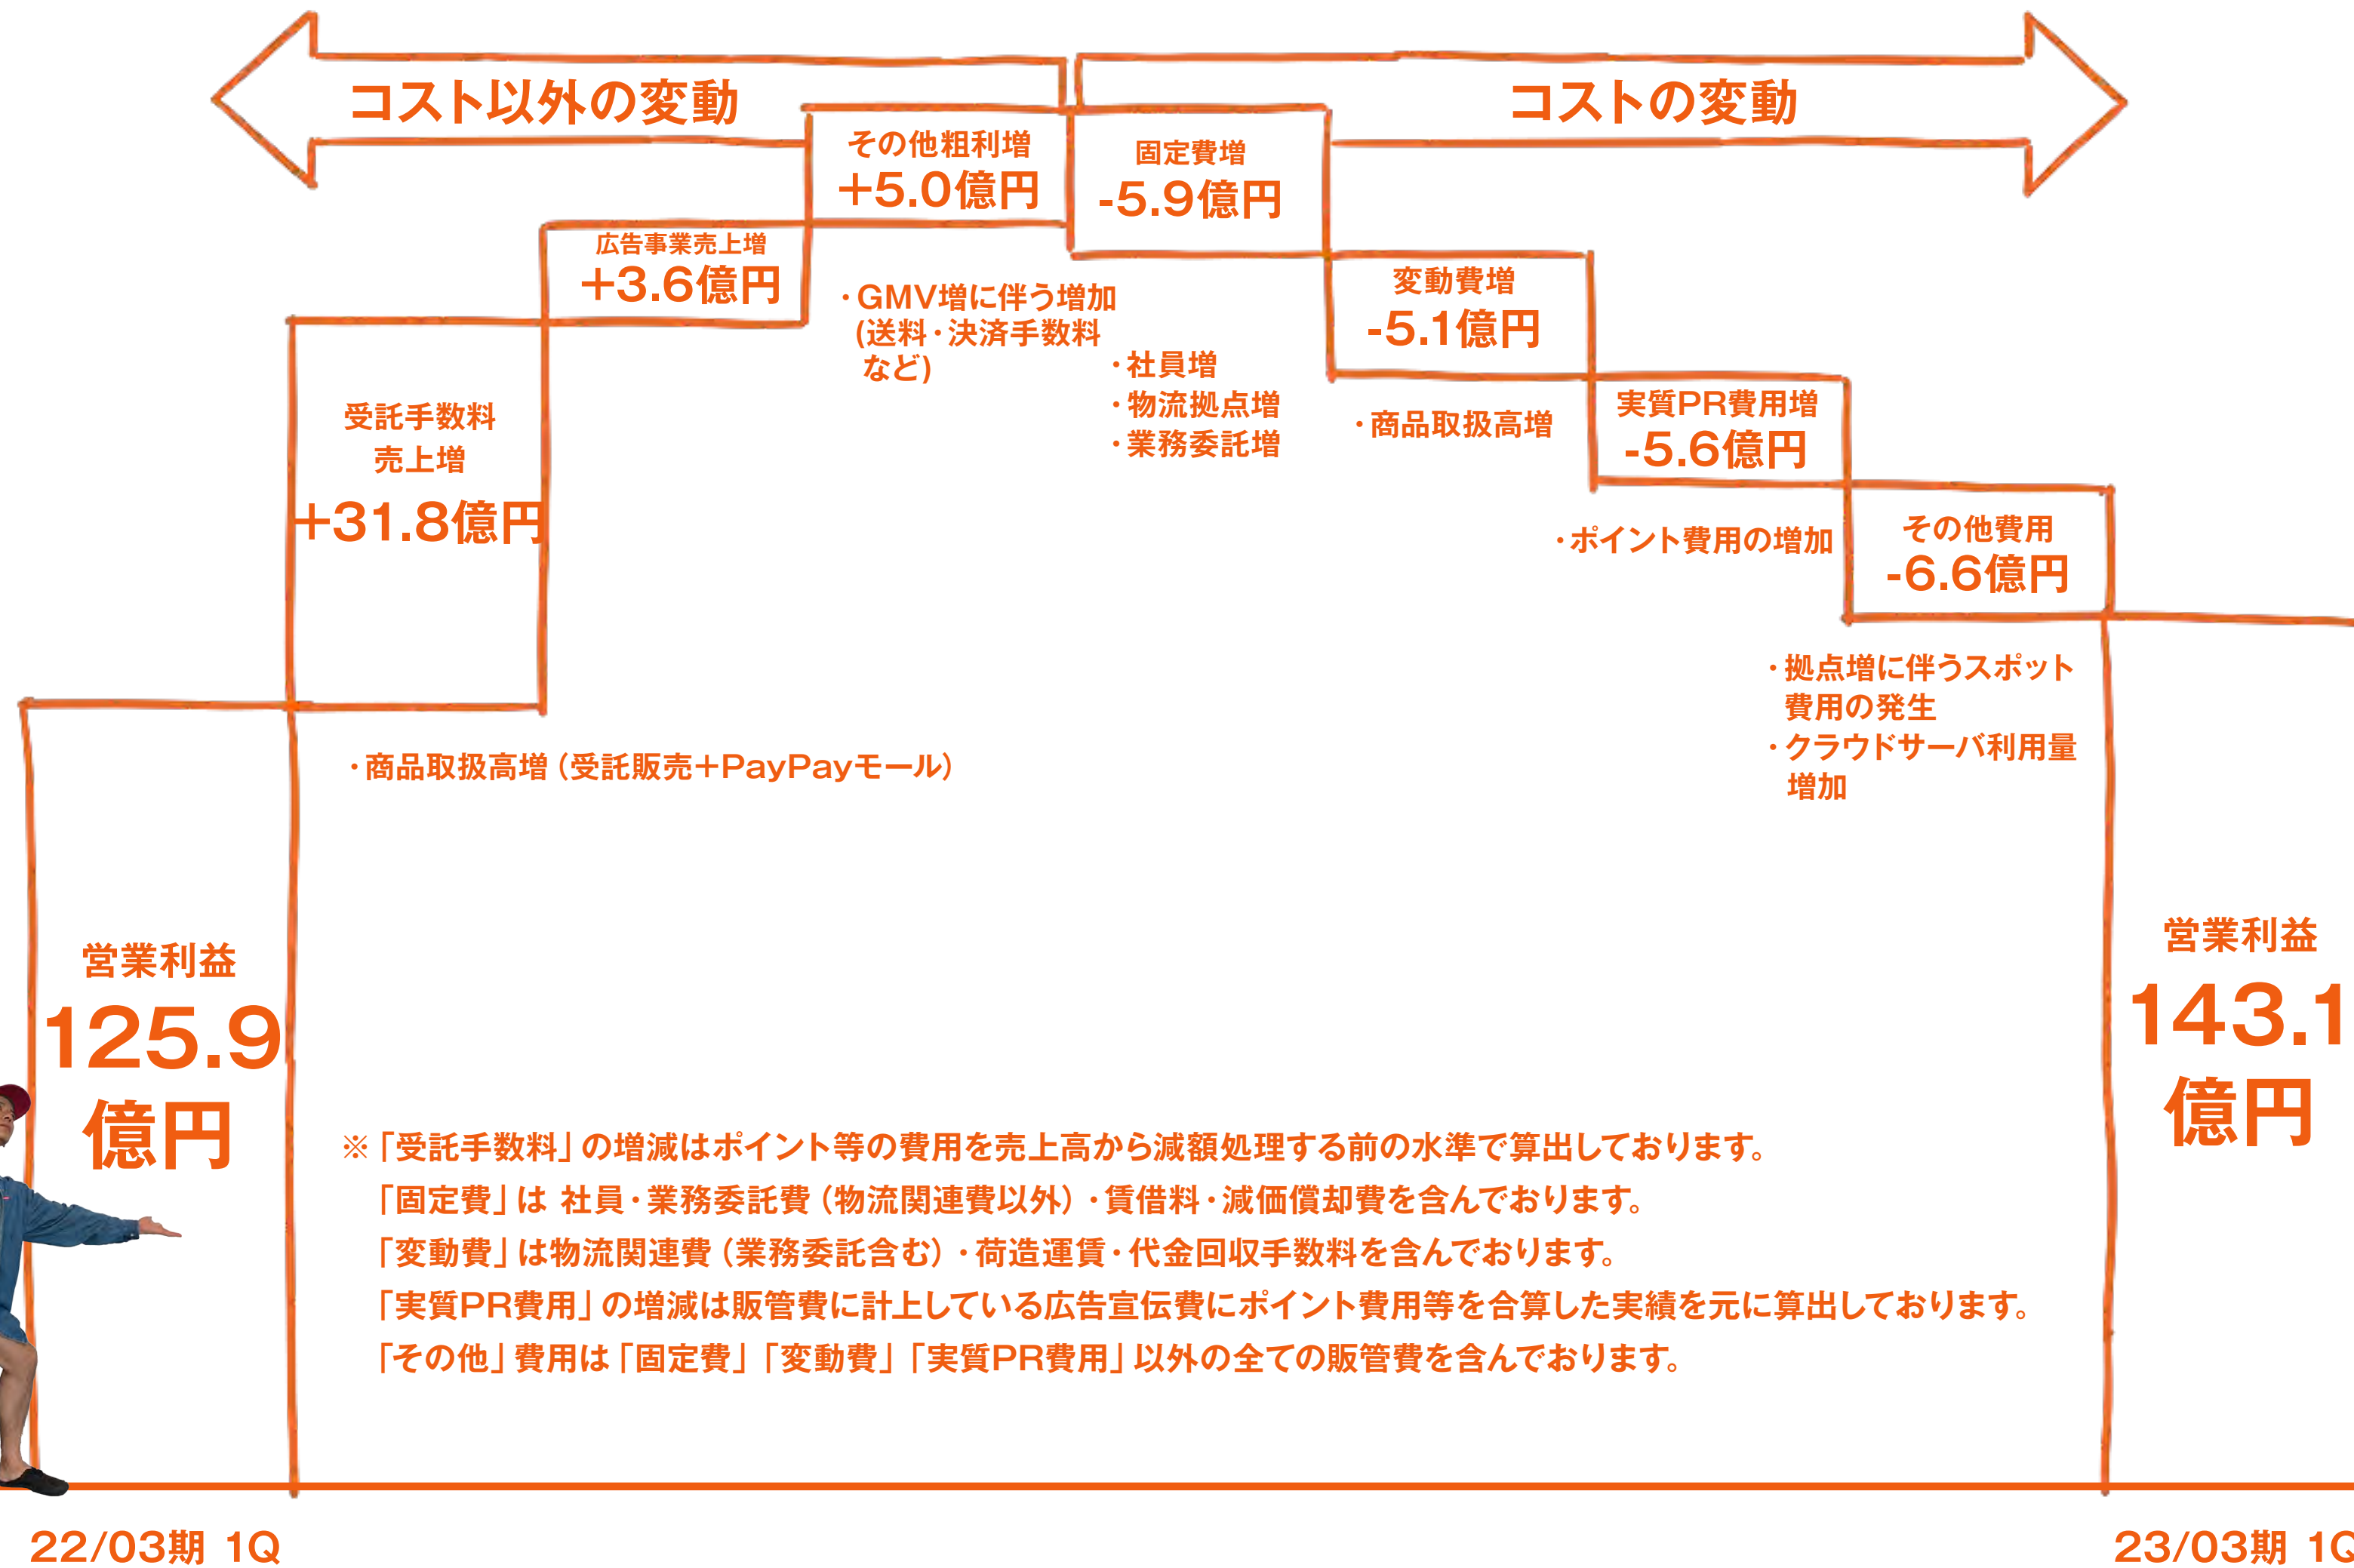 コスト以外の変動
コストの変動
その他粗利増
+5.0億円
固定費増
-5.9億円
広告事業売上増
+3.6億円
変動費増
-5.1億円
・GMV増に伴う増加
(送料・決済手数料
など)
・社員増
・物流拠点増
・業務委託増
受託手数料
売上増
+31.8億円
・商品取扱高増
実質PR費用増
-5.6億円
・ポイント費用の増加
その他費用
-6.6億円
・拠点増に伴うスポット
費用の発生
・クラウドサーバ利用量
増加
・商品取扱高増（受託販売+PayPayモール）
営業利益
125.9
億円
営業利益
143.1
億円
※「受託手数料」の増減はポイント等の費用を売上高から減額処理する前の水準で算出しております。
「固定費」は 社員・業務委託費（物流関連費以外）・賃借料・減価償却費を含んでおります。
「変動費」は物流関連費（業務委託含む）・荷造運賃・代金回収手数料を含んでおります。
「実質PR費用」の増減は販管費に計上している広告宣伝費にポイント費用等を合算した実績を元に算出しております。
「その他」費用は「固定費」「変動費」「実質PR費用」以外の全ての販管費を含んでおります。
22/03期 1Q
23/03期 1Q